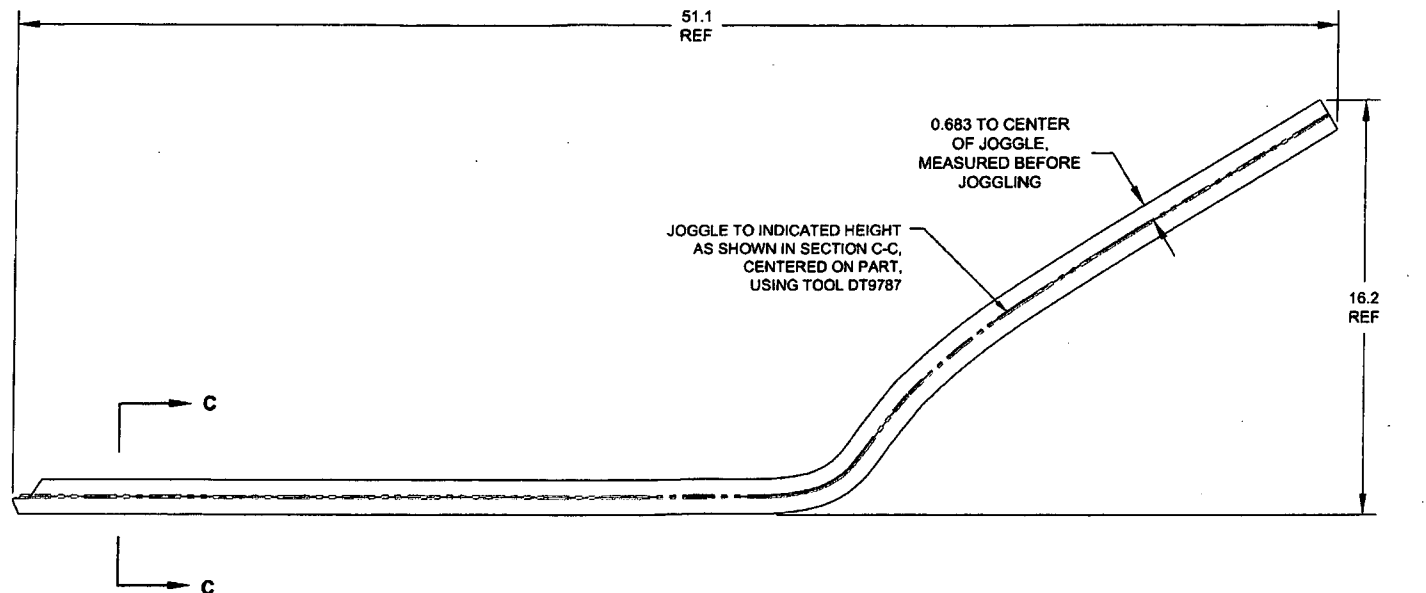 51.1
REF
0.683 TO CENTER
OF JOGGLE,
MEASURED BEFORE
JOGGLING
JOGGLE TO INDICATED HEIGHT
AS SHOWN IN SECTION C-C,
CENTERED ON PART,
USING TOOL DT9787
16.2
REF
C
C